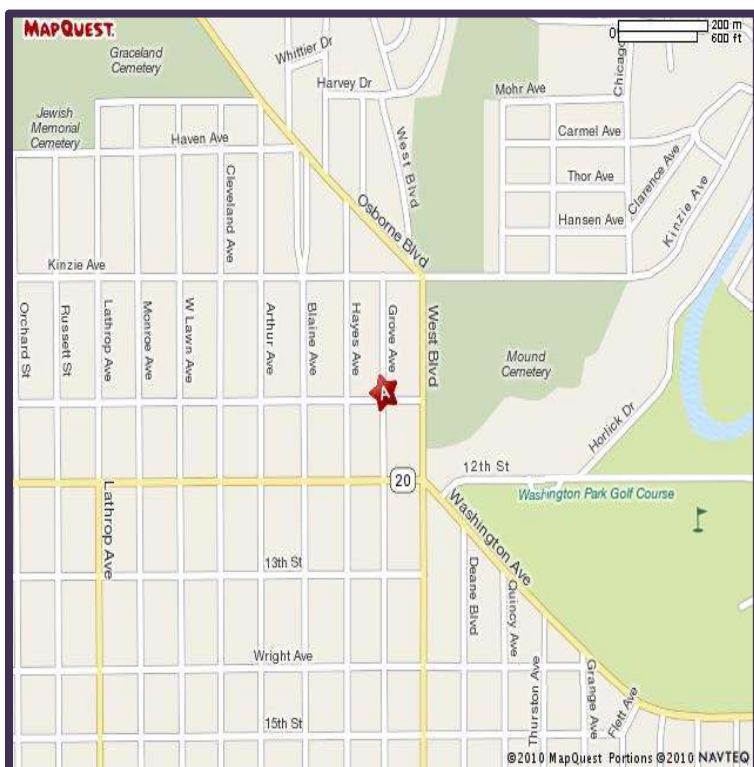 MAPQUEST.
0 200 m
600 ft
Graceland
Cemetery
Whittier Dr
Harvey Dr
Chicago
Mohr Ave
Jewish
Memorial
Cemetery
Haven Ave
West Blvd
Carmel Ave
Clarence Ave
Thor Ave
Cleveland Ave
Osborne Blvd
Hansen Ave
Kinzie Ave
Kinzie Ave
Orchard St
Russett St
Lathrop Ave
Monroe Ave
W Lawn Ave
Arthur Ave
Blaine Ave
Hayes Ave
Grove Ave
West Blvd
Mound
Cemetery
A
Horlick Dr
20
12th St
Washington Park Golf Course
Lathrop Ave
Washington Ave
13th St
Deane Blvd
Quincy Ave
Wright Ave
Thurston Ave
Grange Ave
Flett Ave
15th St
©2010 MapQuest Portions ©2010 NAVTEQ